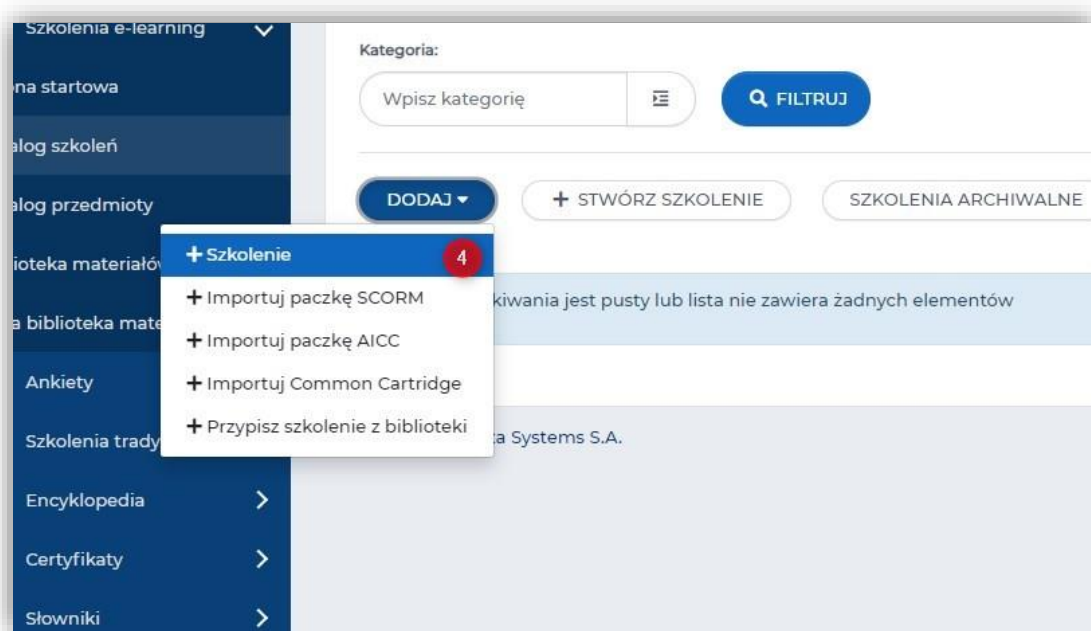 Szkolenia e-learning
na startowa
alog szkoleń
alog przedmioty
ioteka materiałów
a biblioteka mate
Ankiety
Szkolenia trady
Encyklopedia
Certyfikaty
Słowniki
Kategoria:
Wpisz kategorię
FILTRUJ
DODAJ
+ STWÓRZ SZKOLENIE
SZKOLENIA ARCHIWALNE
+ Szkolenie
4
+ Importuj paczkę SCORM
+ Importuj paczkę AICC
+ Importuj Common Cartridge
+ Przypisz szkolenie z biblioteki
kiwania jest pusty lub lista nie zawiera żadnych elementów
a Systems S.A.